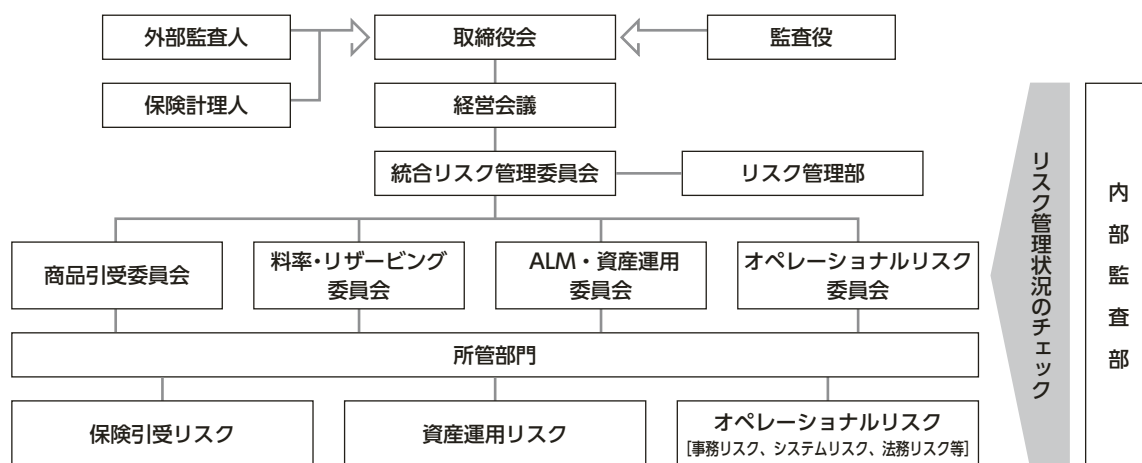 外部監査人
取締役会
監査役
保険計理人
経営会議
統合リスク管理委員会
リスク管理部
商品引受委員会
料率・リザービング
委員会
ALM・資産運用
委員会
オペレーショナルリスク
委員会
所管部門
保険引受リスク
資産運用リスク
オペレーショナルリスク
[事務リスク、システムリスク、法務リスク等]
リスク管理状況のチェック
内部監査部